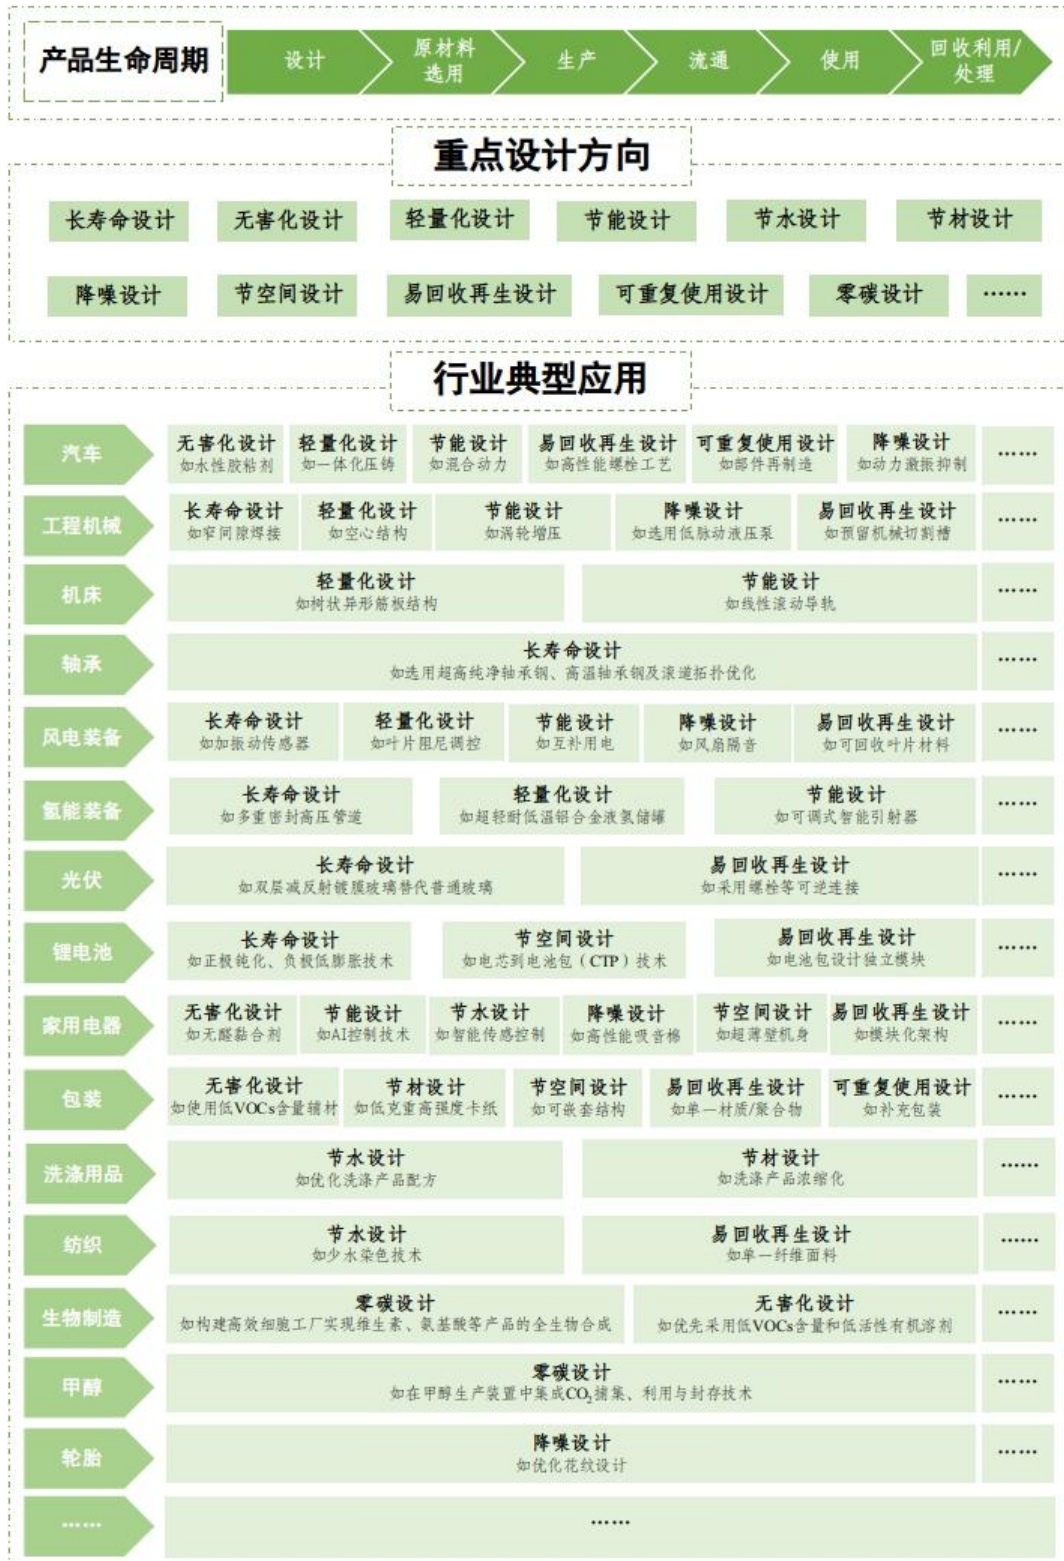 产品生命周期
设计
原材料
选用
生产
流通
使用
回收利用/
处理
重点设计方向
长寿命设计 无害化设计 轻量化设计 节能设计 节水设计 节材设计
降噪设计 节空间设计 易回收再生设计 可重复使用设计 零碳设计 ……
行业典型应用
汽车
无害化设计 轻量化设计 节能设计 易回收再生设计 可重复使用设计 降噪设计 ……
如水性胶粘剂 如一体化压铸 如混合动力 如高性能螺栓工艺 如部件再制造 如动力激振抑制
工程机械
长寿命设计 轻量化设计 节能设计 降噪设计 易回收再生设计 ……
如窄间隙焊接 如空心结构 如涡轮增压 如选用低脉动液压泵 如预留机械切割槽
机床
轻量化设计 节能设计 ……
如树状异形筋板结构 如线性滚动导轨
轴承
长寿命设计 ……
如选用超高纯净轴承钢、高温轴承钢及滚道拓扑优化
风电装备
长寿命设计 轻量化设计 节能设计 降噪设计 易回收再生设计 ……
如加振动传感器 如叶片阻尼调控 如互补用电 如风扇隔音 如可回收叶片材料
氢能装备
长寿命设计 轻量化设计 节能设计 ……
如多重密封高压管道 如超轻耐低温铝合金液氢储罐 如可调式智能引射器
光伏
长寿命设计 易回收再生设计 ……
如双层减反射镀膜玻璃替代普通玻璃 如采用螺栓等可逆连接
锂电池
长寿命设计 节空间设计 易回收再生设计 ……
如正极钝化、负极低膨胀技术 如电芯到电池包（CTP）技术 如电池包设计独立模块
家用电器
无害化设计 节能设计 节水设计 降噪设计 节空间设计 易回收再生设计 ……
如无醛黏合剂 如AI控制技术 如智能传感控制 如高性能吸音棉 如超薄壁机身 如模块化架构
包装
无害化设计 节材设计 节空间设计 易回收再生设计 可重复使用设计 ……
如使用低VOCs含量辅材 如低克重高强度卡纸 如可嵌套结构 如单一材质/聚合物 如补充包装
洗涤用品
节水设计 节材设计 ……
如优化洗涤产品配方 如洗涤产品浓缩化
纺织
节水设计 易回收再生设计 ……
如少水染色技术 如单一纤维面料
生物制造
零碳设计 无害化设计 ……
如构建高效细胞工厂实现维生素、氨基酸等产品的全生物合成 如优先采用低VOCs含量和低活性有机溶剂
甲醇
零碳设计 ……
如在甲醇生产装置中集成CO₂捕集、利用与封存技术
轮胎
降噪设计 ……
如优化花纹设计
…… ……